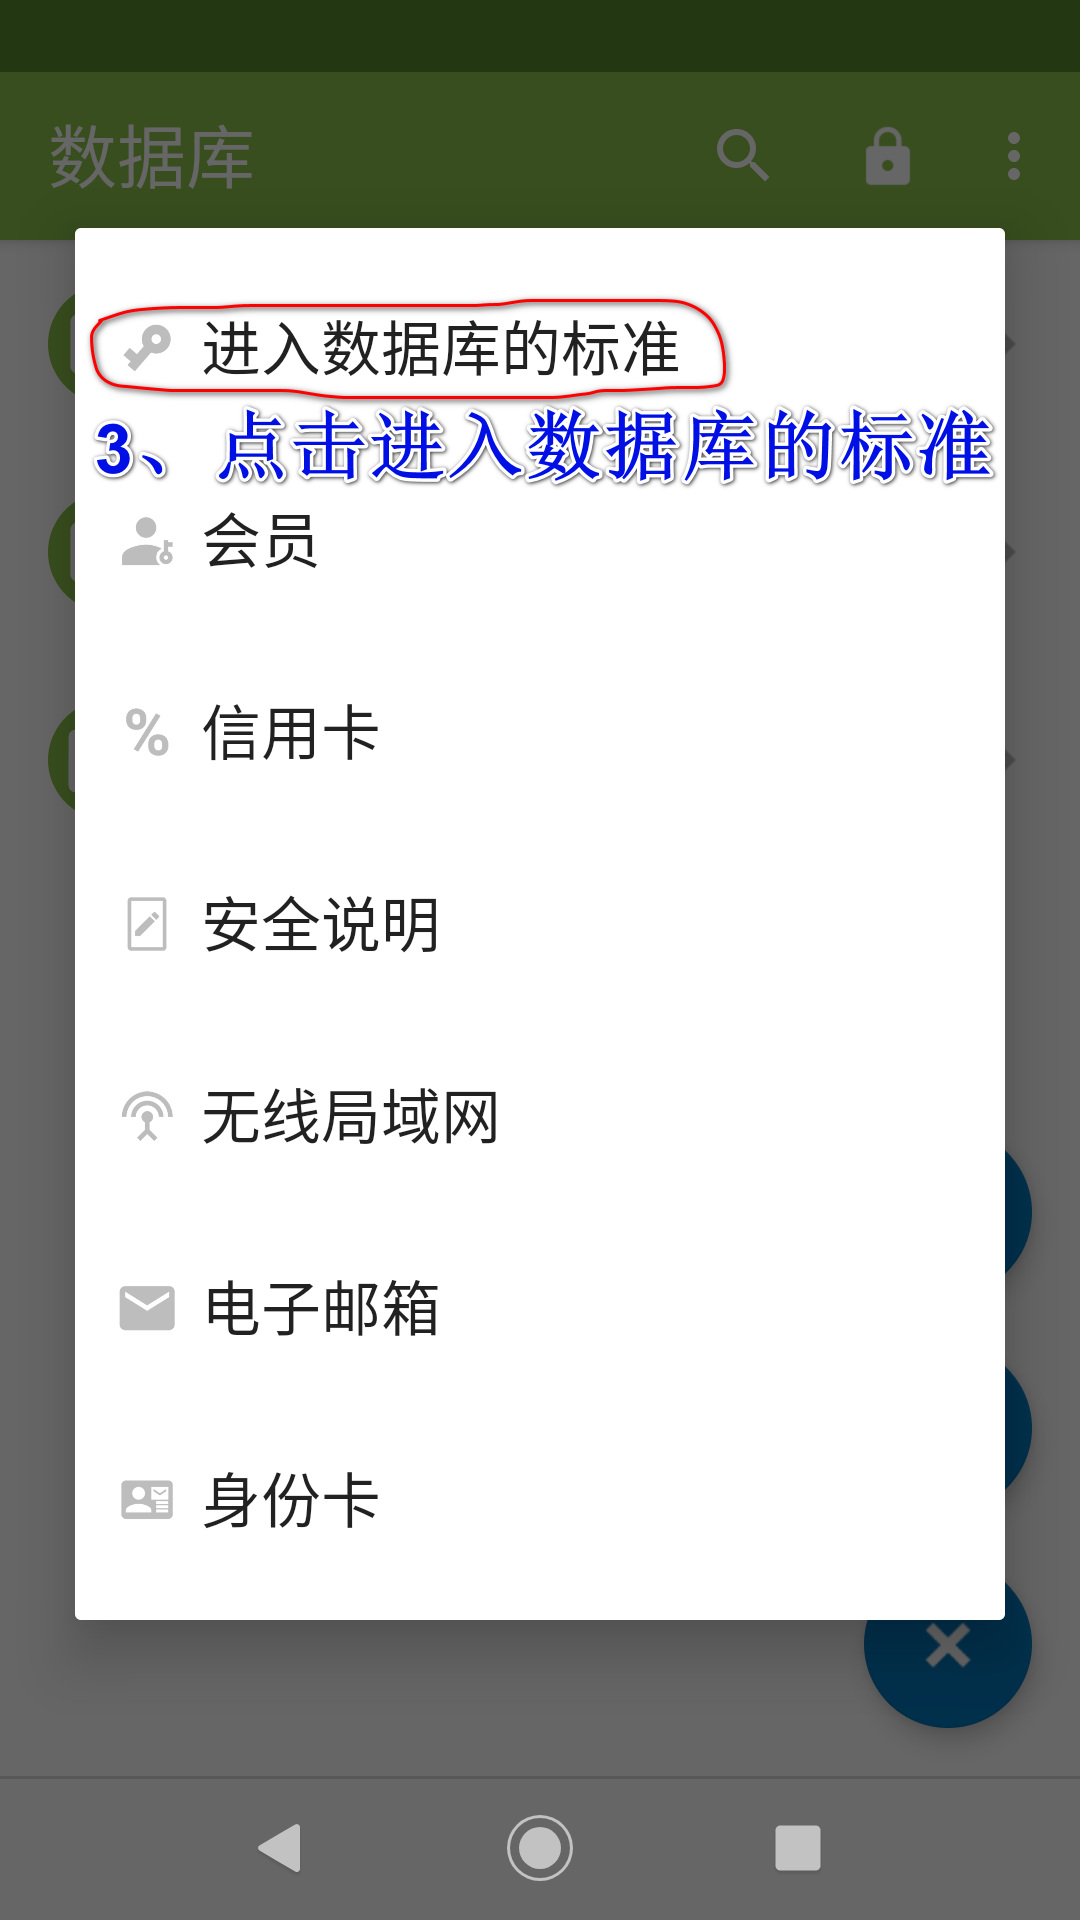 数据库
进入数据库的标准
3、点击进入数据库的标准
会员
信用卡
安全说明
无线局域网
电子邮箱
身份卡